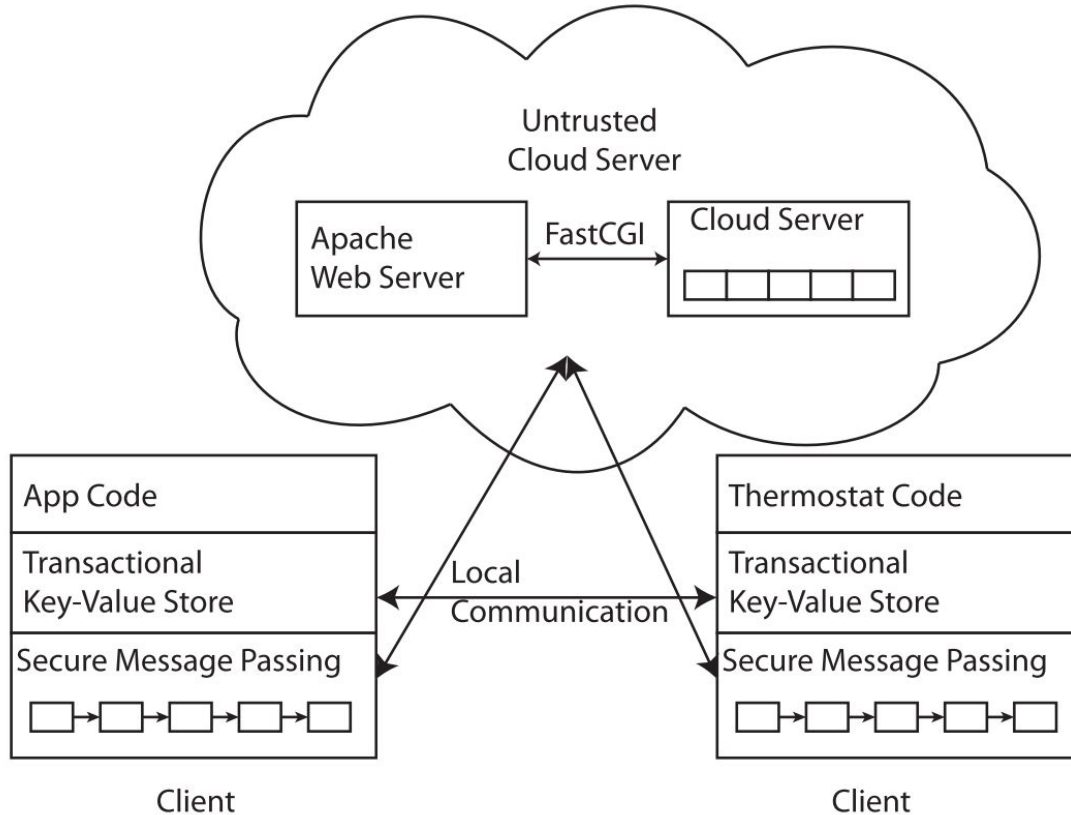 Untrusted
Cloud Server
Apache
Web Server
FastCGI
Cloud Server
App Code
Transactional
Key-Value Store
Secure Message Passing
Client
Local
Communication
Thermostat Code
Transactional
Key-Value Store
Secure Message Passing
Client